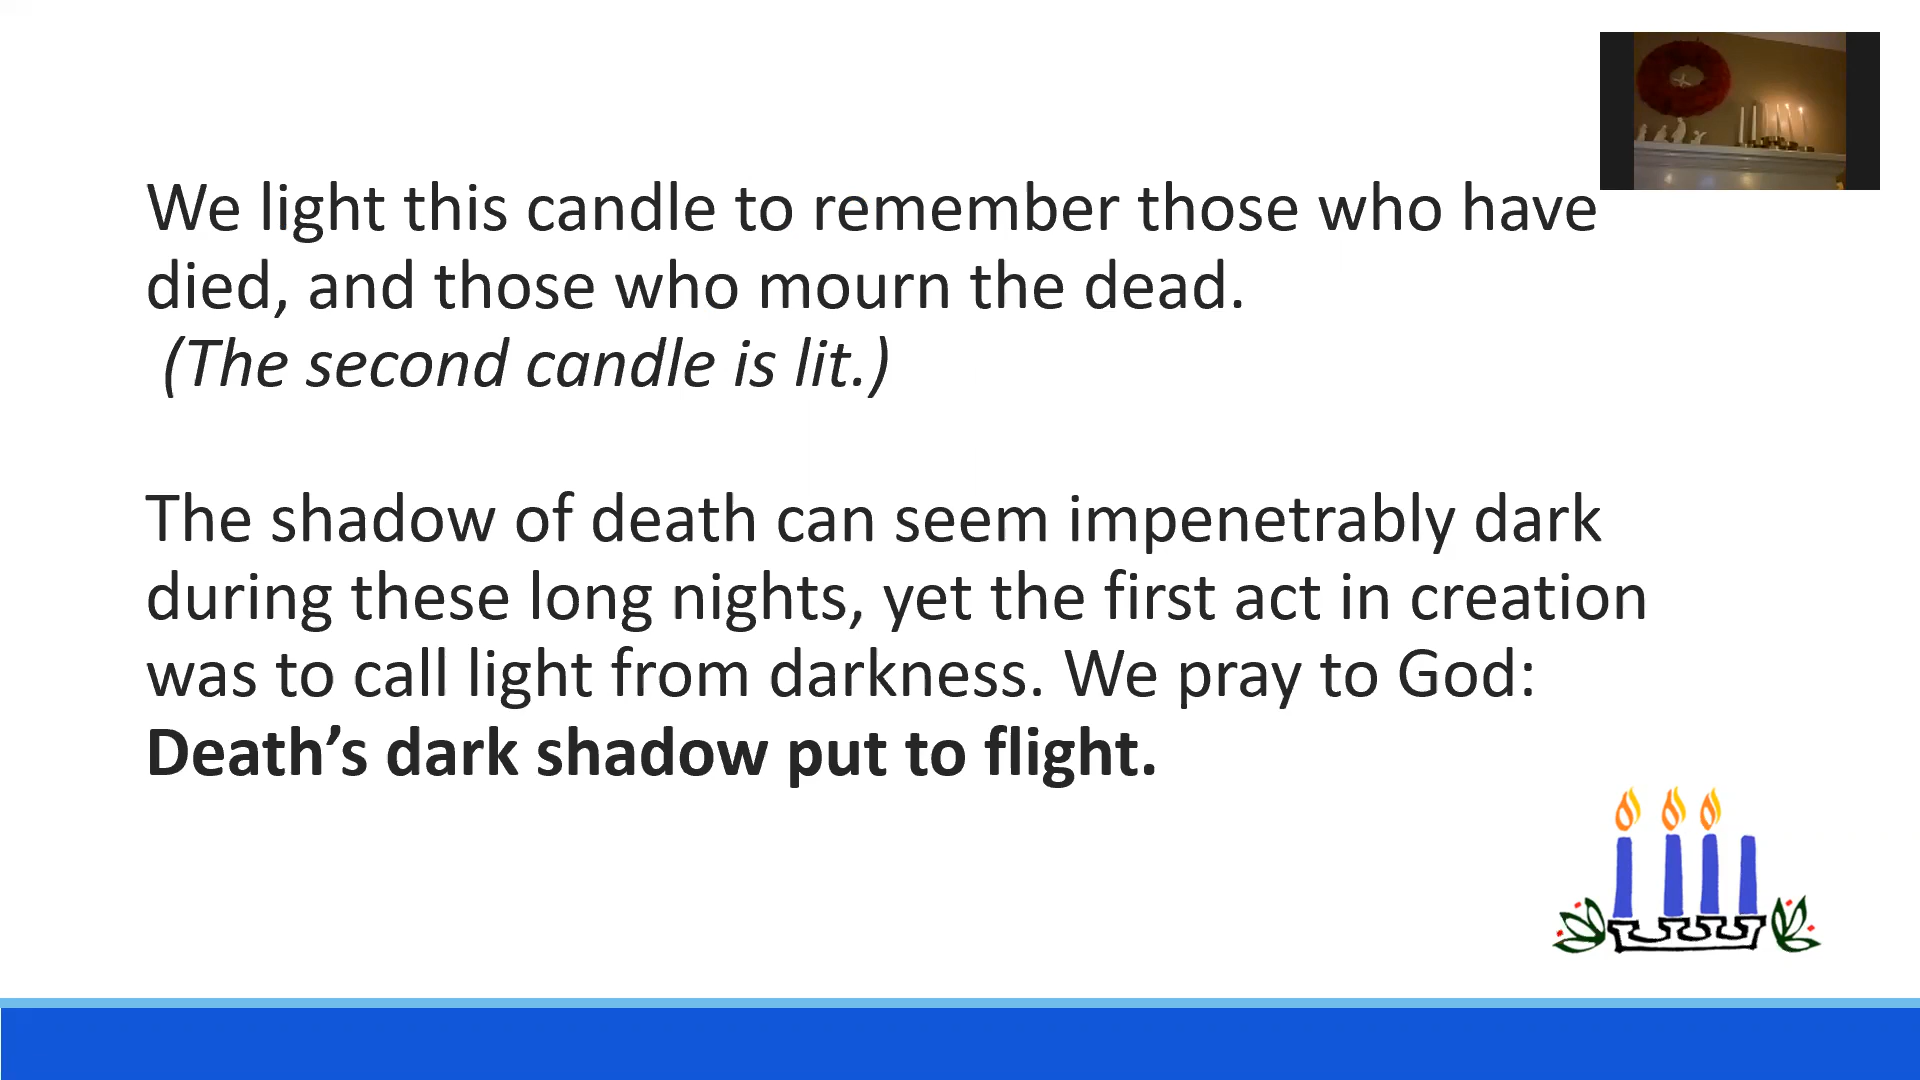 We light this candle to remember those who have
died, and those who mourn the dead.
(The second candle is lit.)
The shadow of death can seem impenetrably dark
during these long nights, yet the first act in creation
was to call light from darkness. We pray to God:
Death’s dark shadow put to flight.